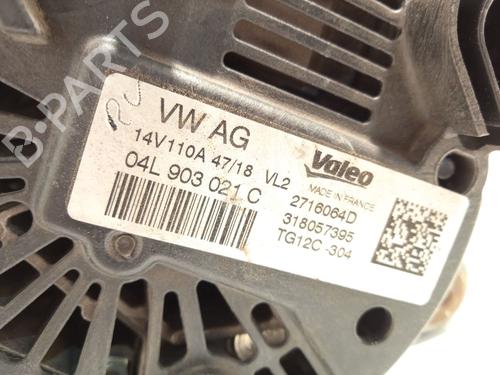 VW AG
14V110A 47/18 VL2
04L 903 021 C
Valeo
MADE IN FRANCE
2716064D
318057395
TG12C -304
B-PARTS